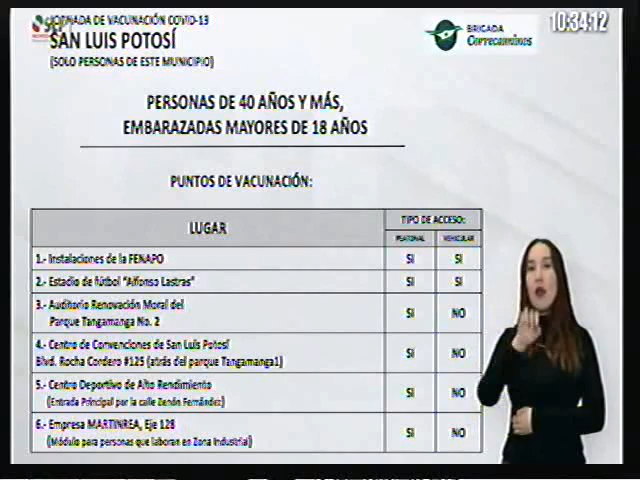 JORNADA DE VACUNACIÓN COVID-19
SAN LUIS POTOSÍ
(SOLO PERSONAS DE ESTE MUNICIPIO)
BRIGADA
Correcaminos
10:34:12
PERSONAS DE 40 AÑOS Y MÁS,
EMBARAZADAS MAYORES DE 18 AÑOS
PUNTOS DE VACUNACIÓN:
LUGAR
TIPO DE ACCESO:
PEATONAL VEHICULAR
1.- Instalaciones de la FENAPO SI SI
2.- Estadio de fútbol "Alfonso Lastras" SI SI
3.- Auditorio Renovación Moral del
Parque Tangamanga No. 2 SI NO
4.- Centro de Convenciones de San Luis Potosí
Blvd. Rocha Cordero #125 (atrás del parque Tangamanga1) SI NO
5.- Centro Deportivo de Alto Rendimiento
(Entrada Principal por la calle Zenón Fernández) SI NO
6.- Empresa MARTINREA, Eje 128
(Módulo para personas que laboran en Zona Industrial) SI NO